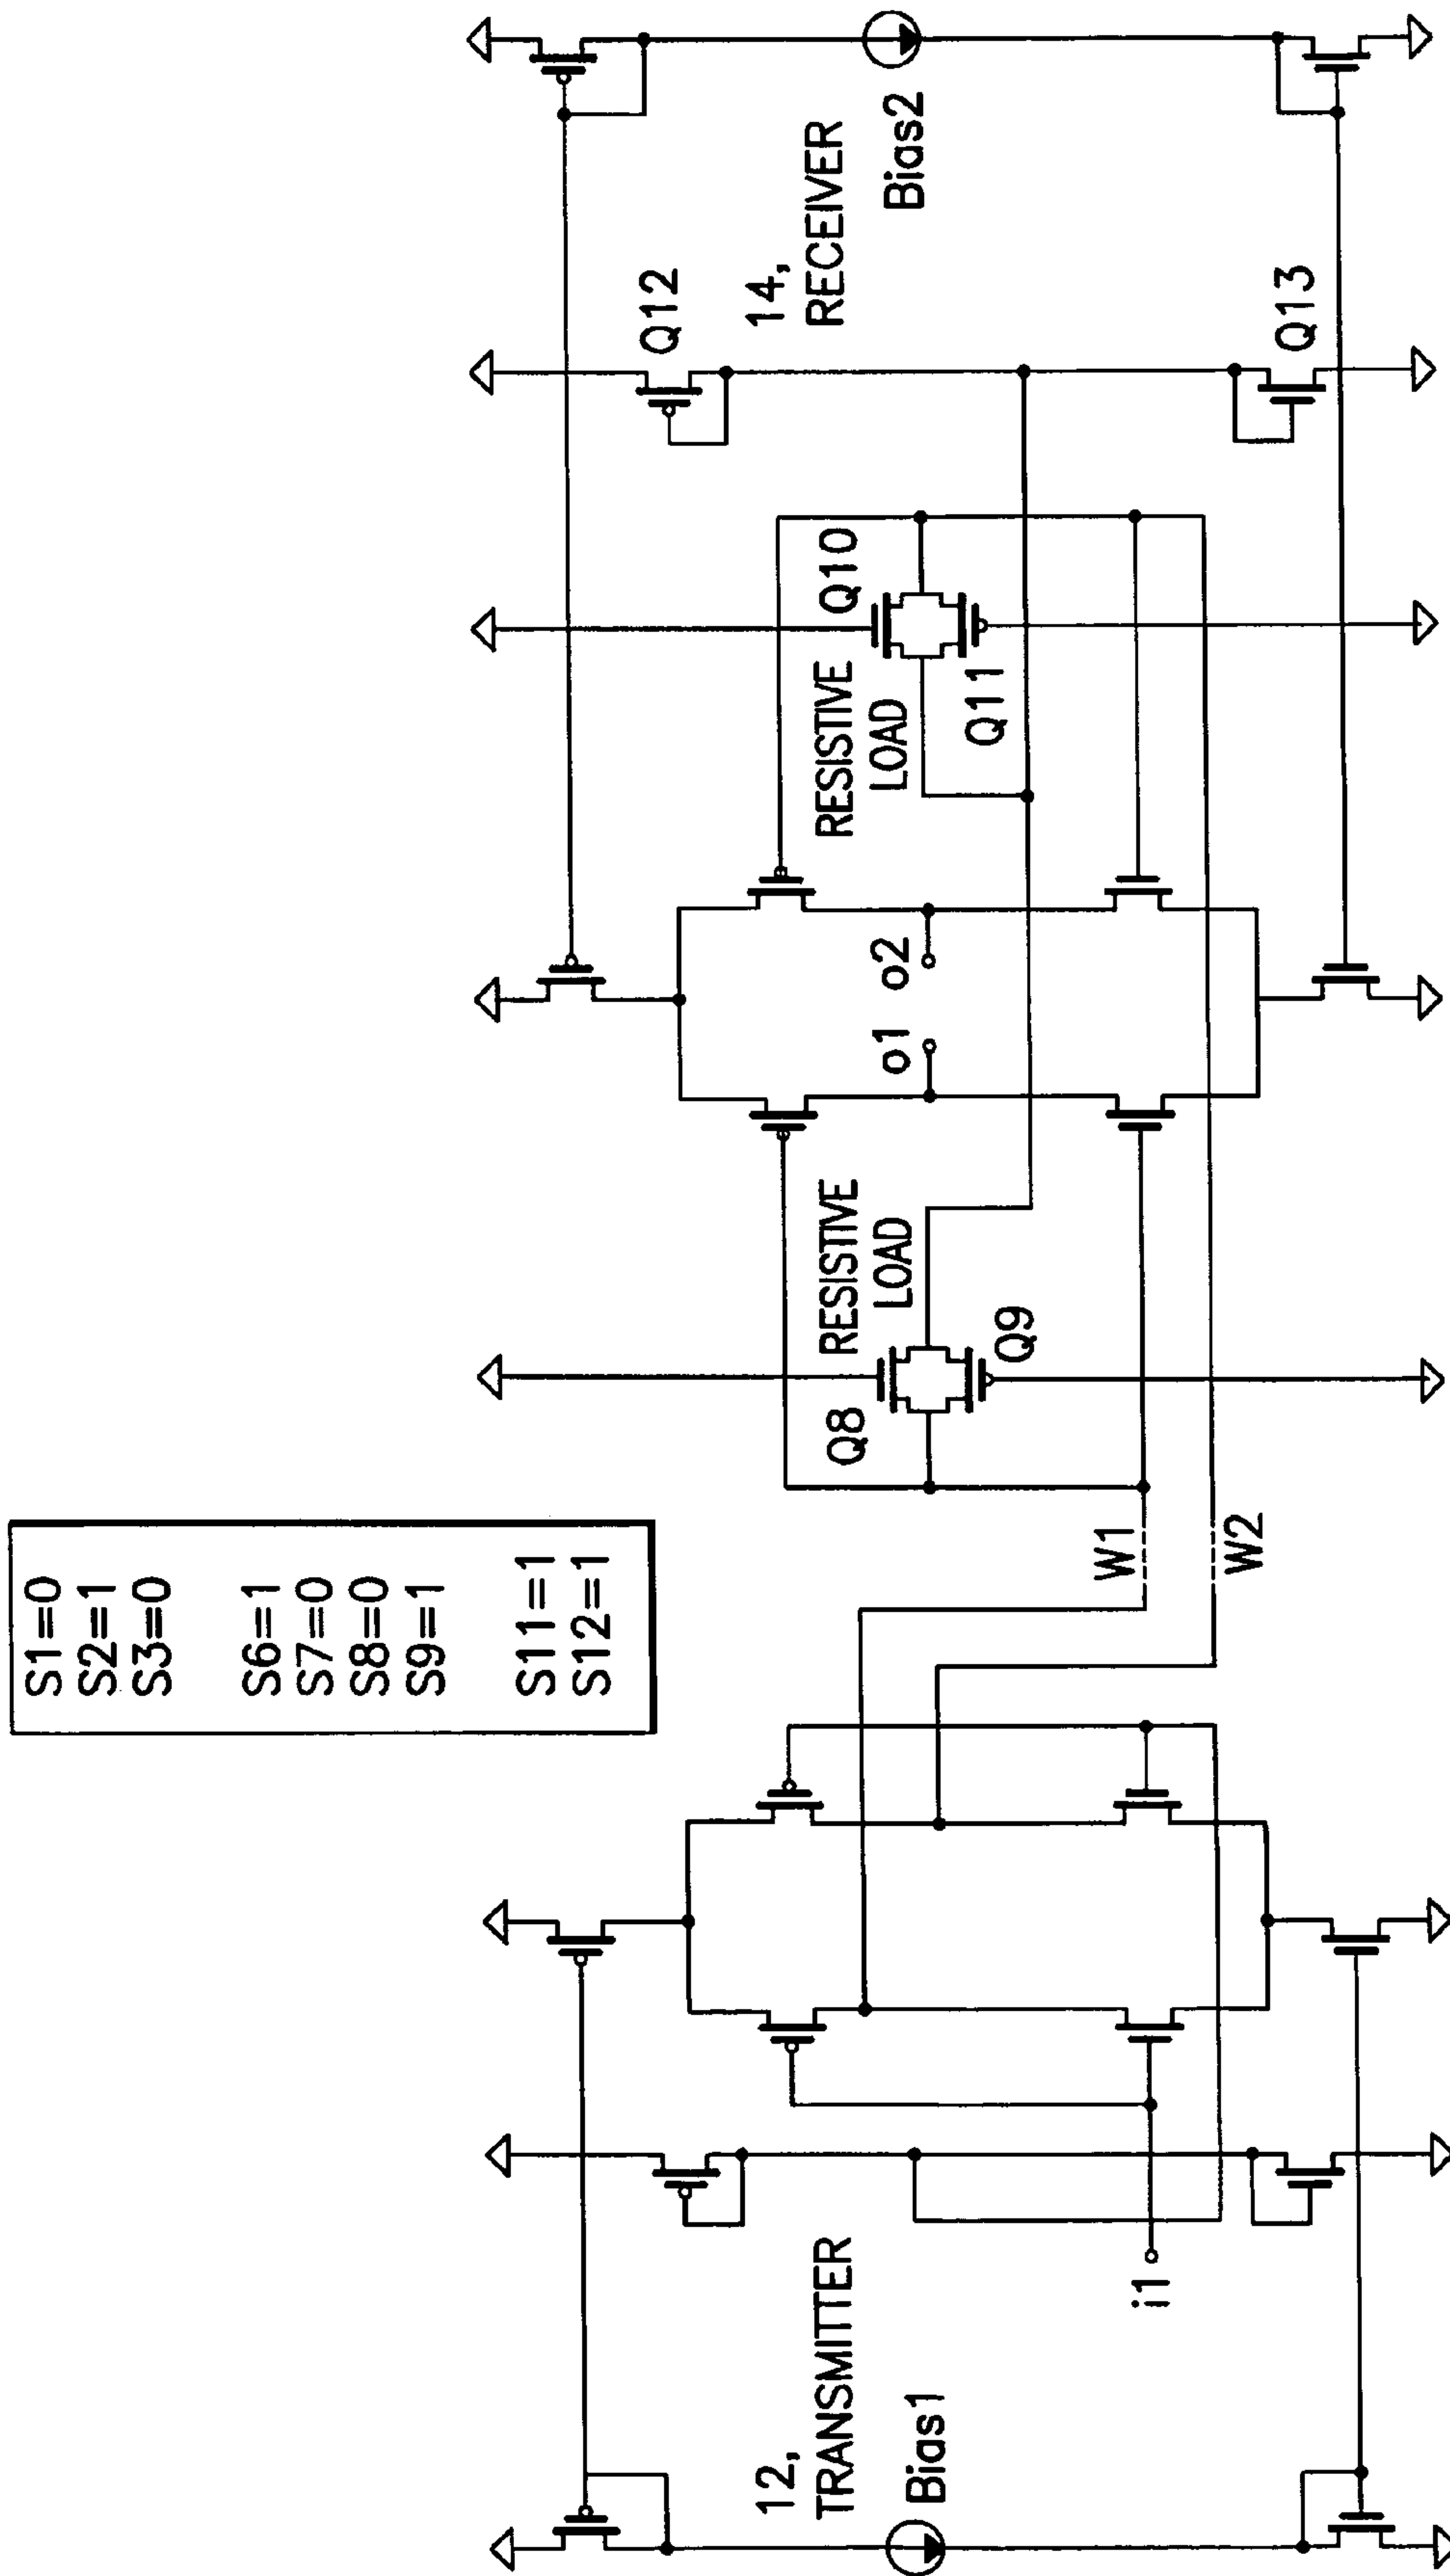 S1=0
S2=1
S3=0
S6=1
S7=0
S8=0
S9=1
S11=1
S12=1
12,
TRANSMITTER
Bias1
i1
W1
W2
Q8
RESISTIVE
LOAD
Q9
o1
o2
RESISTIVE
LOAD
Q10
Q11
Q12
14,
RECEIVER
Q13
Bias2